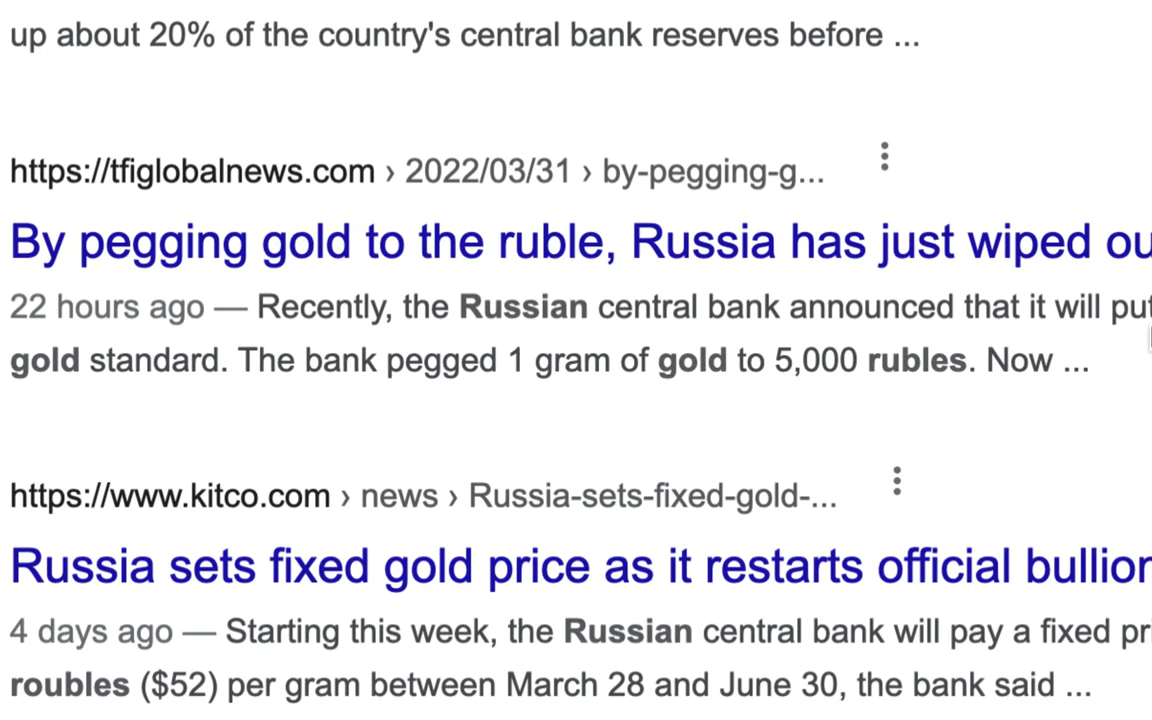 up about 20% of the country's central bank reserves before ...
https://tfiglobalnews.com › 2022/03/31 › by-pegging-g...
By pegging gold to the ruble, Russia has just wiped ou
22 hours ago — Recently, the Russian central bank announced that it will put
gold standard. The bank pegged 1 gram of gold to 5,000 rubles. Now ...
https://www.kitco.com › news › Russia-sets-fixed-gold-...
Russia sets fixed gold price as it restarts official bullion
4 days ago — Starting this week, the Russian central bank will pay a fixed pri
roubles ($52) per gram between March 28 and June 30, the bank said ...